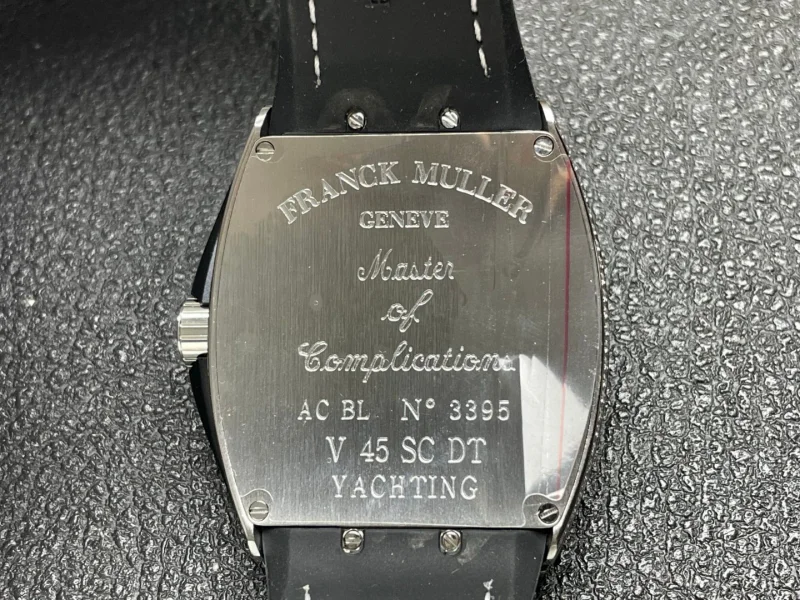 FRANCK MULLER
GENEVE
Master
of
Complications
AC BL N° 3395
V 45 SC DT
YACHTING